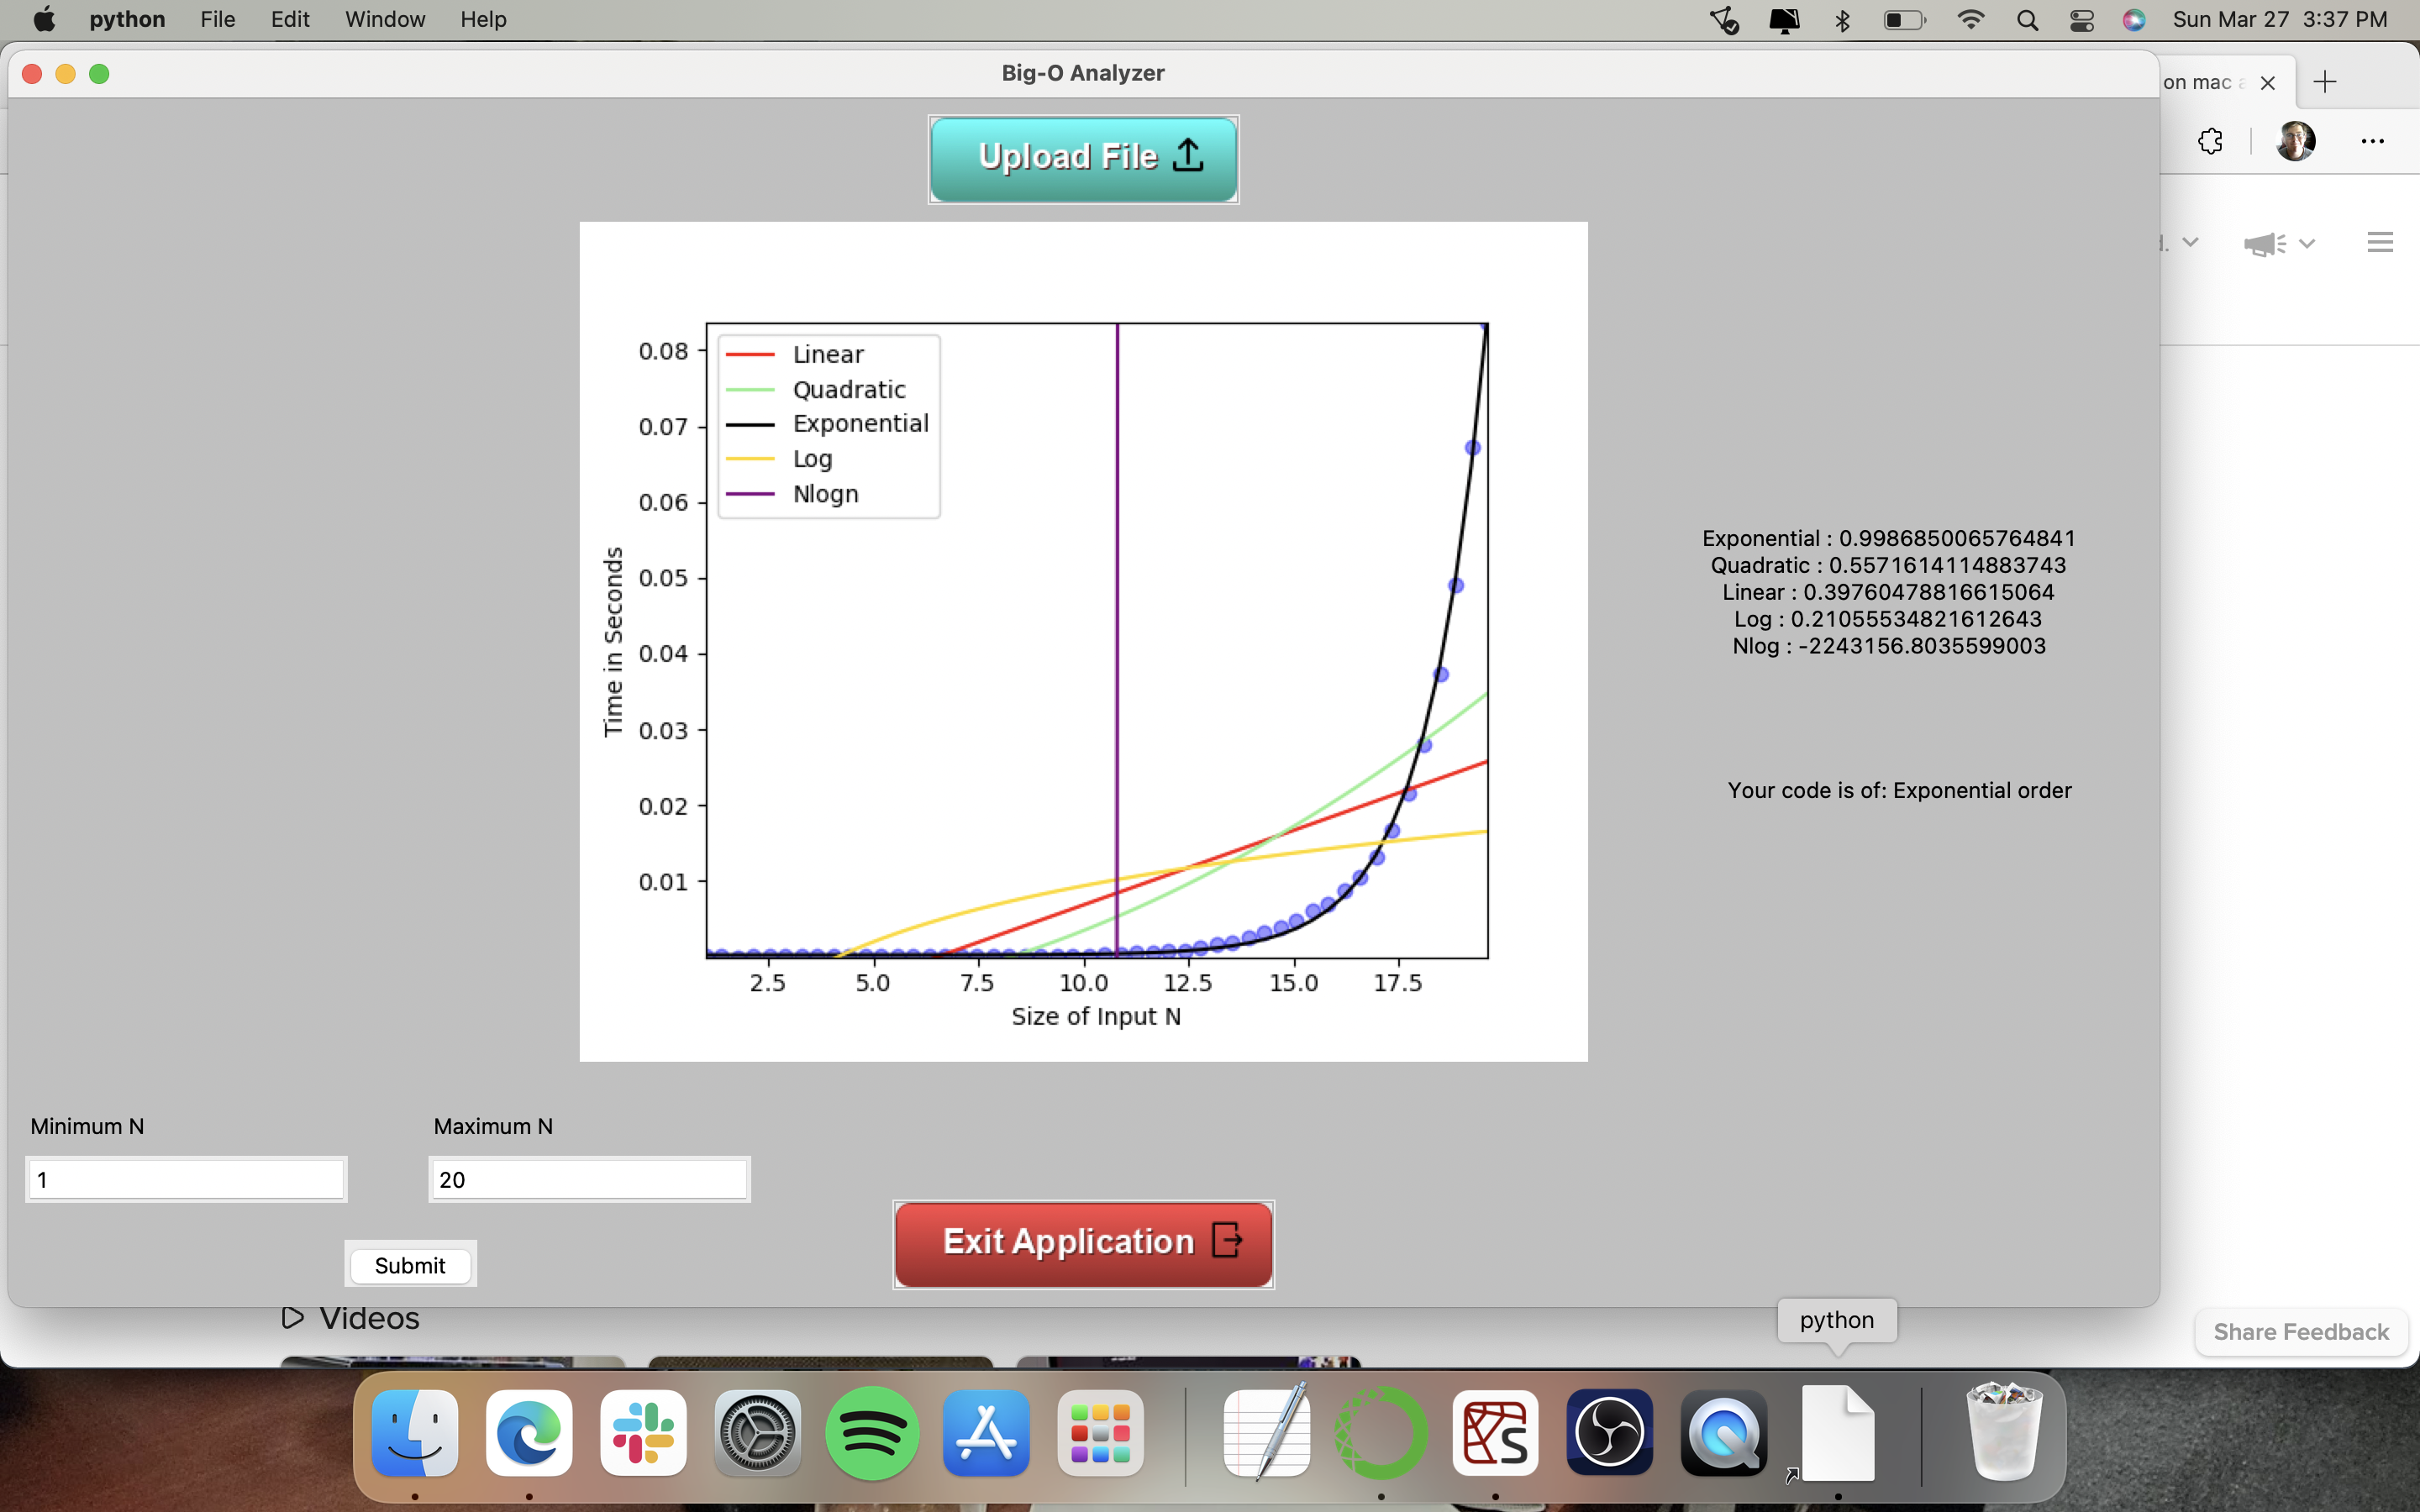 python File Edit Window Help Sun Mar 27 3:37 PM
Big-O Analyzer
on mac
Upload File
Linear
Quadratic
Exponential
Log
Nlogn
0.08
0.07
0.06
0.05
0.04
0.03
0.02
0.01
Time in Seconds
2.5 5.0 7.5 10.0 12.5 15.0 17.5
Size of Input N
Exponential : 0.9986850065764841
Quadratic : 0.5571614114883743
Linear : 0.39760478816615064
Log : 0.21055534821612643
Nlog : -2243156.8035599003
Your code is of: Exponential order
Minimum N Maximum N
1 20
Submit
Exit Application
Videos
python
Share Feedback